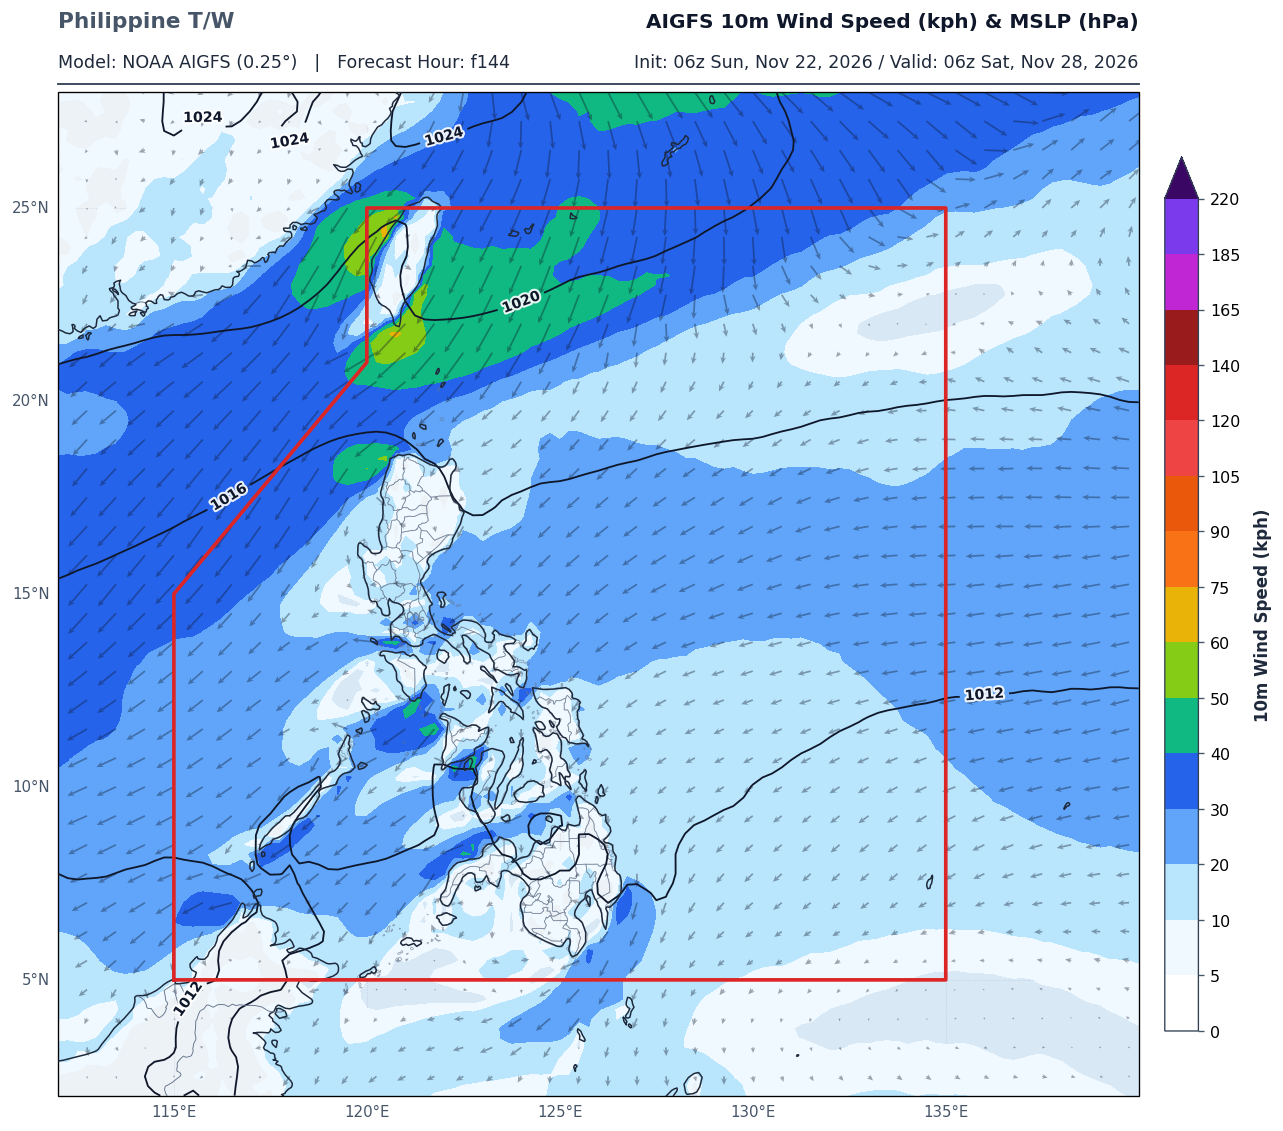 Philippine T/W
AIGFS 10m Wind Speed (kph) & MSLP (hPa)
Model: NOAA AIGFS (0.25°) | Forecast Hour: f144
Init: 06z Sun, Nov 22, 2026 / Valid: 06z Sat, Nov 28, 2026
1024
1024
1024
25°N
1020
20°N
1016
15°N
1012
10°N
5°N
1012
115°E
120°E
125°E
130°E
135°E
220
185
165
140
120
105
90
75
60
50
40
30
20
10
5
0
10m Wind Speed (kph)